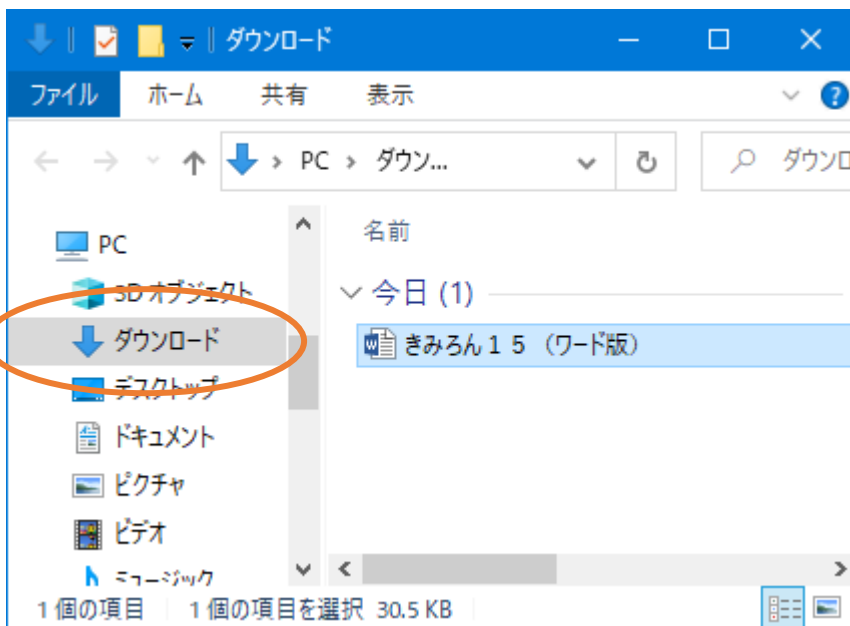 ダウンロード
ファイル ホーム 共有 表示
PC › ダウン... ダウンロ
名前
PC
今日 (1)
3D オブジェクト
ダウンロード
きみろん１５（ワード版）
デスクトップ
ドキュメント
ピクチャ
ビデオ
ミュージック
1 個の項目 1 個の項目を選択 30.5 KB